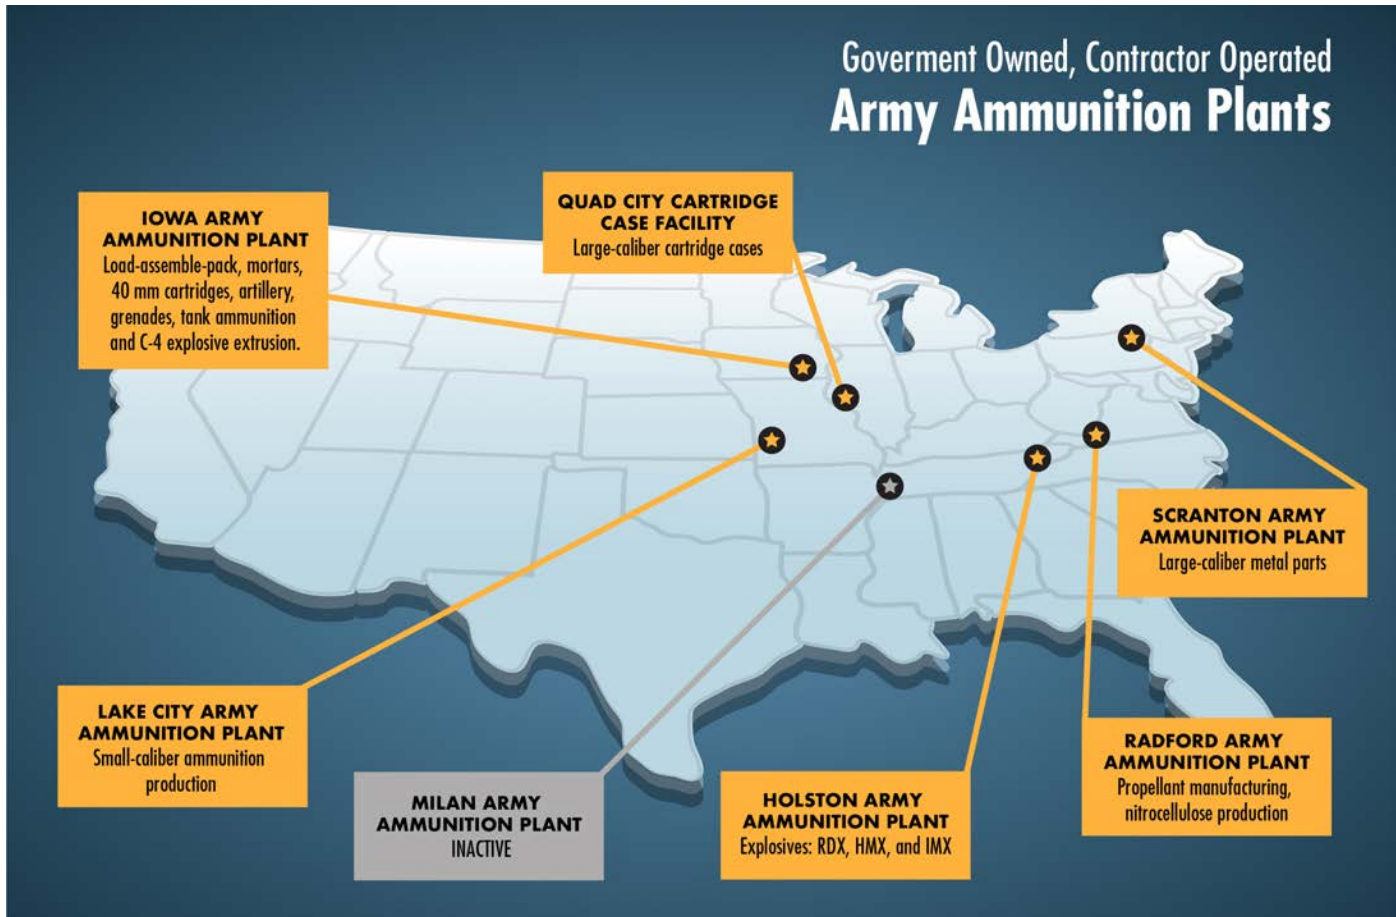 Goverment Owned, Contractor Operated
Army Ammunition Plants
IOWA ARMY
AMMUNITION PLANT
Load-assemble-pack, mortars,
40 mm cartridges, artillery,
grenades, tank ammunition
and C-4 explosive extrusion.
QUAD CITY CARTRIDGE
CASE FACILITY
Large-caliber cartridge cases
SCRANTON ARMY
AMMUNITION PLANT
Large-caliber metal parts
LAKE CITY ARMY
AMMUNITION PLANT
Small-caliber ammunition
production
MILAN ARMY
AMMUNITION PLANT
INACTIVE
HOLSTON ARMY
AMMUNITION PLANT
Explosives: RDX, HMX, and IMX
RADFORD ARMY
AMMUNITION PLANT
Propellant manufacturing,
nitrocellulose production